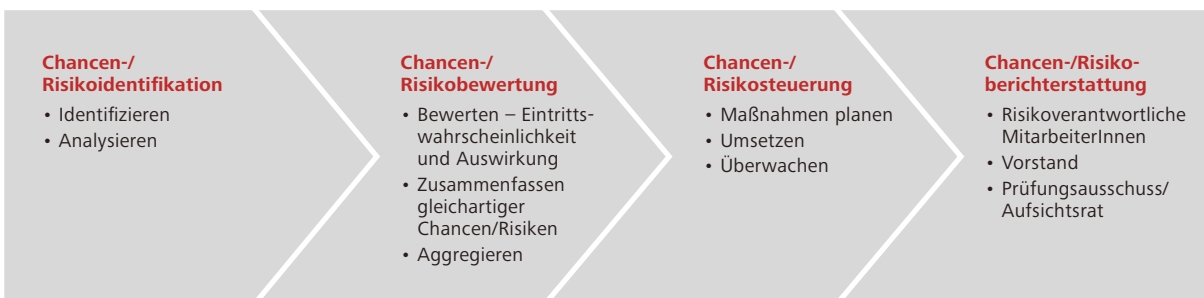 Chancen-/
Risikoidentifikation
• Identifizieren
• Analysieren
Chancen-/
Risikobewertung
• Bewerten – Eintritts-
wahrscheinlichkeit
und Auswirkung
• Zusammenfassen
gleichartiger
Chancen/Risiken
• Aggregieren
Chancen-/
Risikosteuerung
• Maßnahmen planen
• Umsetzen
• Überwachen
Chancen-/Risiko-
berichterstattung
• Risikoverantwortliche
MitarbeiterInnen
• Vorstand
• Prüfungsausschuss/
Aufsichtsrat